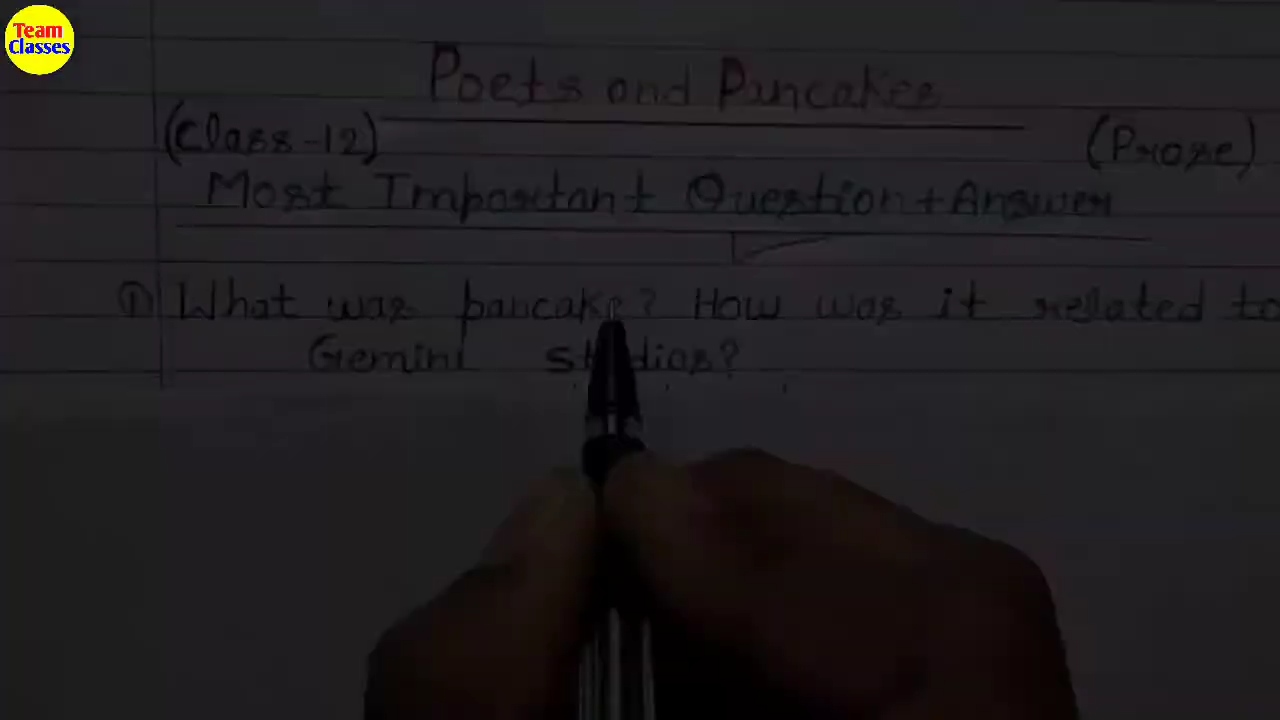 Team
Classes
Poets and Pancakes
(Class-12)
(Prose)
Most Important Question+Answer
① What was pancake? How was it related to
Gemini studios?